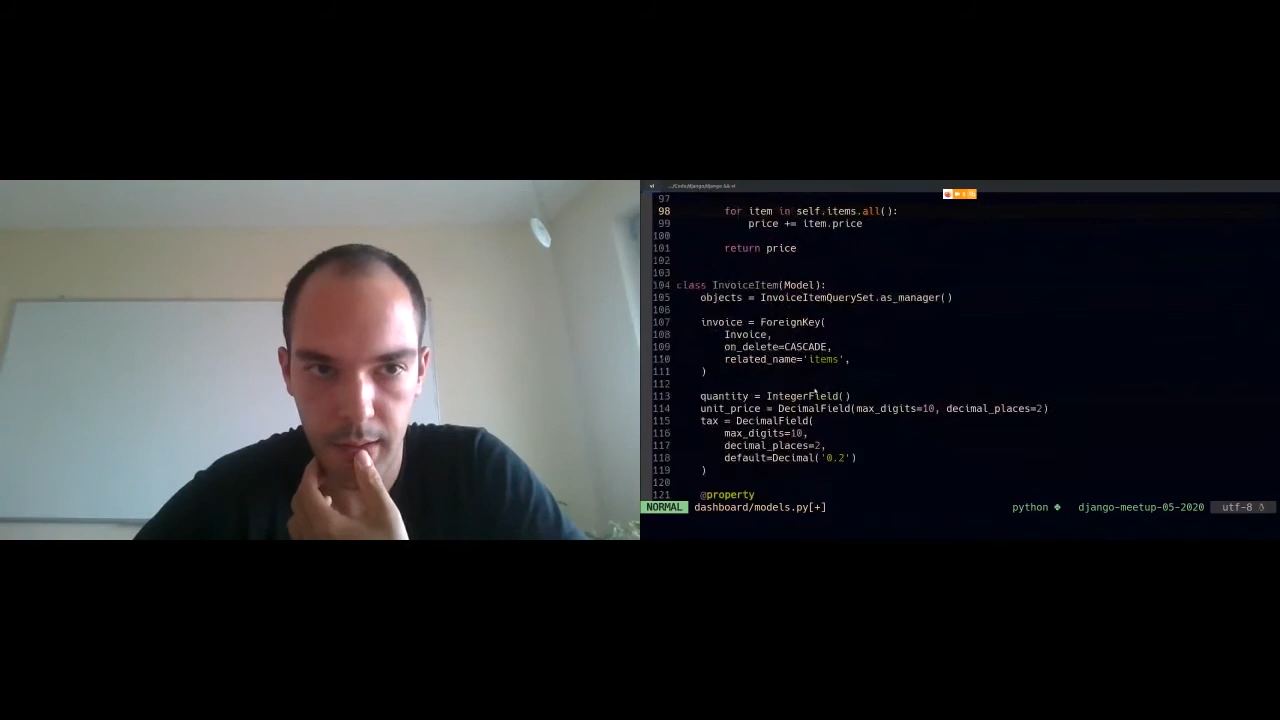 vi
97
98 for item in self.items.all():
99 price += item.price
100
101 return price
102
103
104 class InvoiceItem(Model):
105 objects = InvoiceItemQuerySet.as_manager()
106
107 invoice = ForeignKey(
108 Invoice,
109 on_delete=CASCADE,
110 related_name='items',
111 )
112
113 quantity = IntegerField()
114 unit_price = DecimalField(max_digits=10, decimal_places=2)
115 tax = DecimalField(
116 max_digits=10,
117 decimal_places=2,
118 default=Decimal('0.2')
119 )
120
121 @property
NORMAL dashboard/models.py[+] python django-meetup-05-2020 utf-8